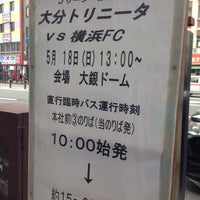 大分トリニータ
vs 横浜FC
5月18日(日)13:00~
会場 大銀ドーム
直行臨時バス運行時刻
本社前③のりば(当のりば発)
10:00始発
↓